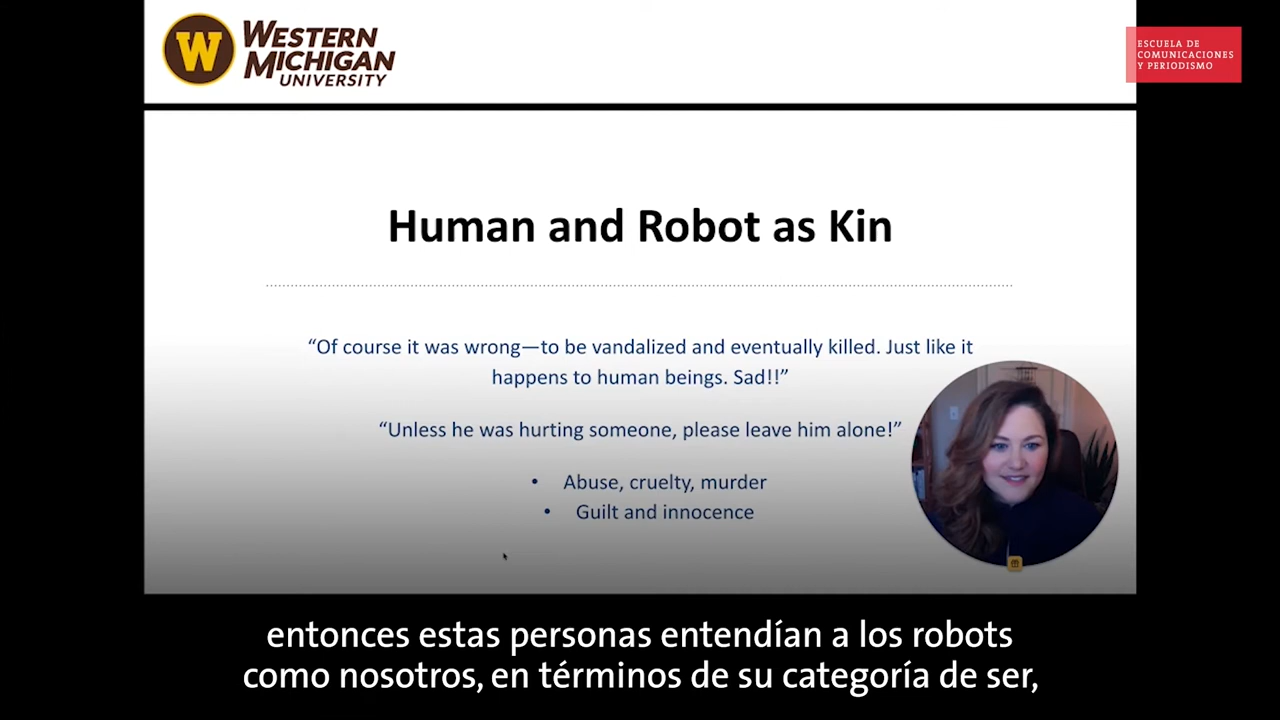 WESTERN
MICHIGAN
UNIVERSITY
W
ESCUELA DE
COMUNICACIONES
Y PERIODISMO
Human and Robot as Kin
“Of course it was wrong—to be vandalized and eventually killed. Just like it
happens to human beings. Sad!!”
“Unless he was hurting someone, please leave him alone!”
• Abuse, cruelty, murder
• Guilt and innocence
entonces estas personas entendían a los robots
como nosotros, en términos de su categoría de ser,